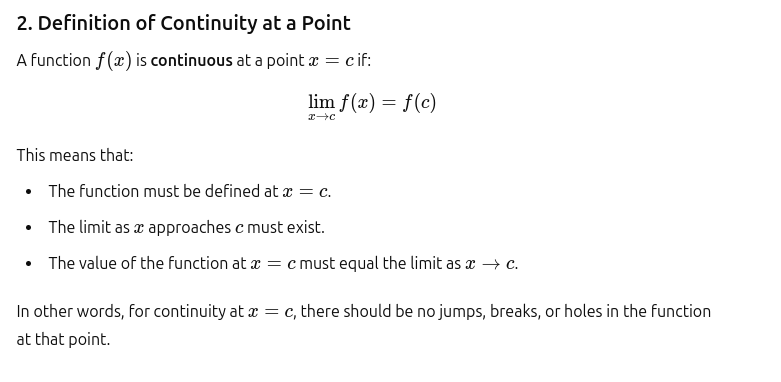 2. Definition of Continuity at a Point
A function f(x) is continuous at a point x = c if:
lim x→c f(x) = f(c)
This means that:
• The function must be defined at x = c.
• The limit as x approaches c must exist.
• The value of the function at x = c must equal the limit as x → c.
In other words, for continuity at x = c, there should be no jumps, breaks, or holes in the function
at that point.